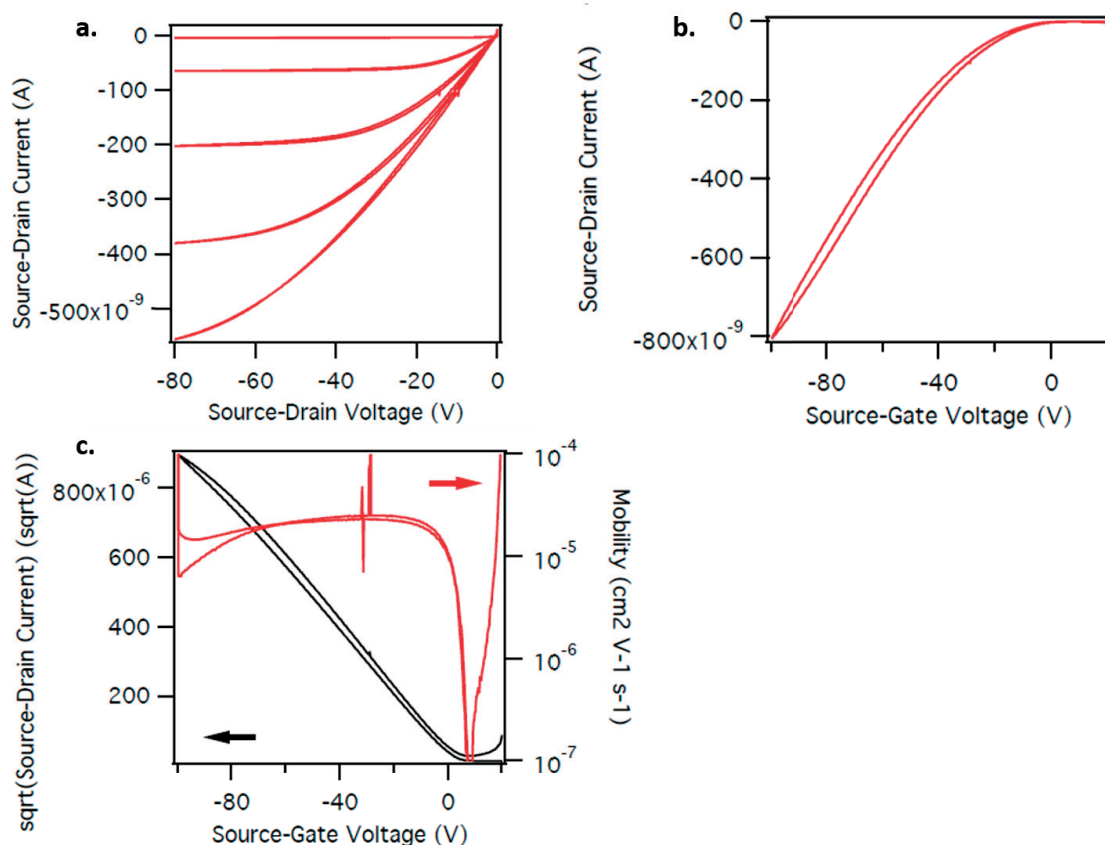 a.
Source-Drain Current (A)
0
-100
-200
-300
-400
-500x10⁻⁹
-80
-60
-40
-20
0
Source-Drain Voltage (V)
b.
Source-Drain Current (A)
0
-200
-400
-600
-800x10⁻⁹
-80
-40
0
Source-Gate Voltage (V)
c.
sqrt(Source-Drain Current) (sqrt(A))
800x10⁻⁶
600
400
200
-80
-40
0
Source-Gate Voltage (V)
10⁻⁴
10⁻⁵
10⁻⁶
10⁻⁷
Mobility (cm2 V-1 s-1)